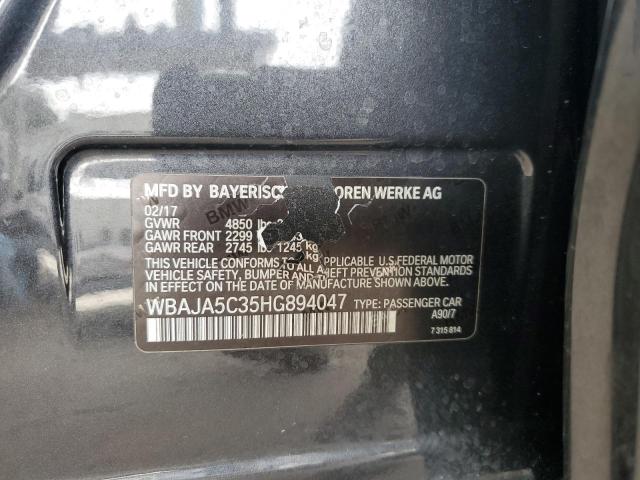 MFD BY BAYERISC OREN WERKE AG
02/17
GVWR 4850
GAWR FRONT 2299
GAWR REAR 2745 lb 1245 kg
THIS VEHICLE CONFORMS TO ALL APPLICABLE U.S.FEDERAL MOTOR
VEHICLE SAFETY, BUMPER AND THEFT PREVENTION STANDARDS
IN EFFECT ON THE DATE OF MANUFACTURE SHOWN ABOVE.
WBAJA5C35HG894047 TYPE: PASSENGER CAR
A90/7
7 315 814